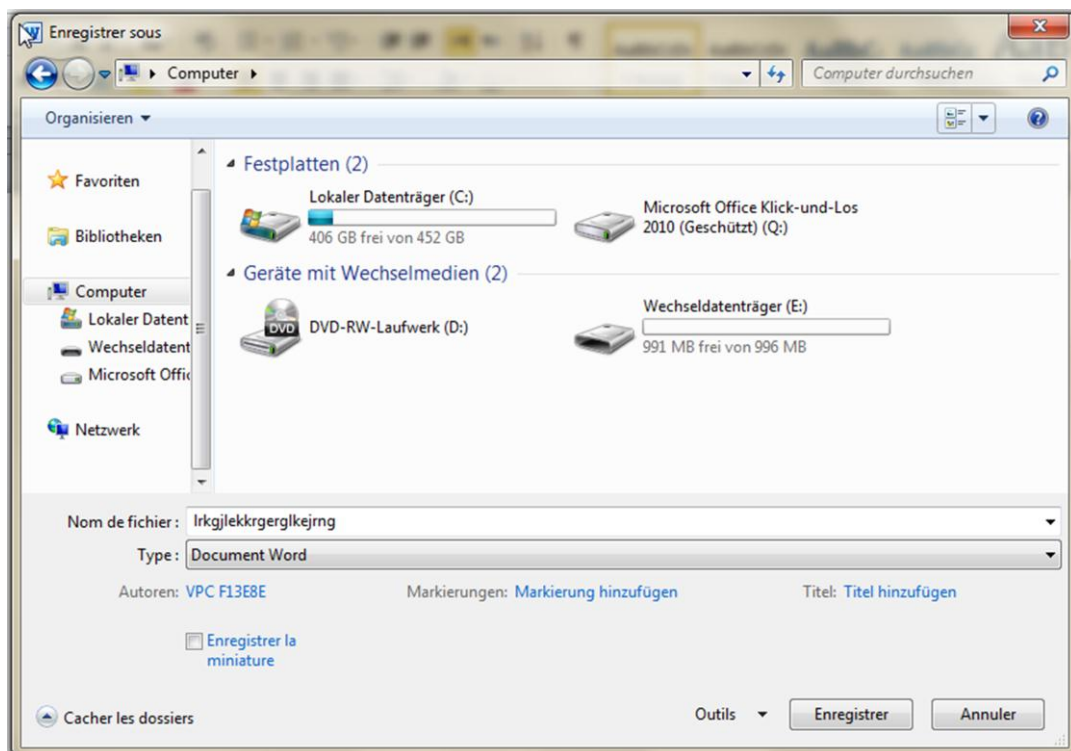 Enregistrer sous
Computer
Computer durchsuchen
Organisieren
Favoriten
Bibliotheken
Computer
Lokaler Datent
Wechseldatent
Microsoft Offic
Netzwerk
Festplatten (2)
Lokaler Datenträger (C:)
406 GB frei von 452 GB
Microsoft Office Klick-und-Los
2010 (Geschützt) (Q:)
Geräte mit Wechselmedien (2)
DVD
DVD-RW-Laufwerk (D:)
Wechseldatenträger (E:)
991 MB frei von 996 MB
Nom de fichier : lrkgjlekkrgerglkejrng
Type : Document Word
Autoren: VPC F13E8E Markierungen: Markierung hinzufügen Titel: Titel hinzufügen
Enregistrer la
miniature
Cacher les dossiers Outils Enregistrer Annuler